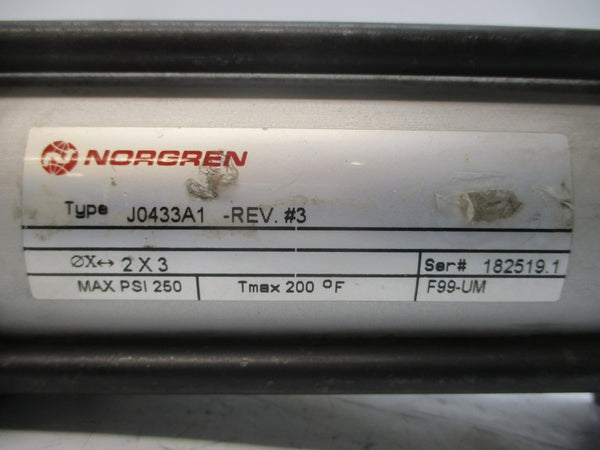 NORGREN
Type J0433A1 -REV. #3
ØX↔ 2 X 3 Ser# 182519.1
MAX PSI 250 Tmax 200 °F F99-UM